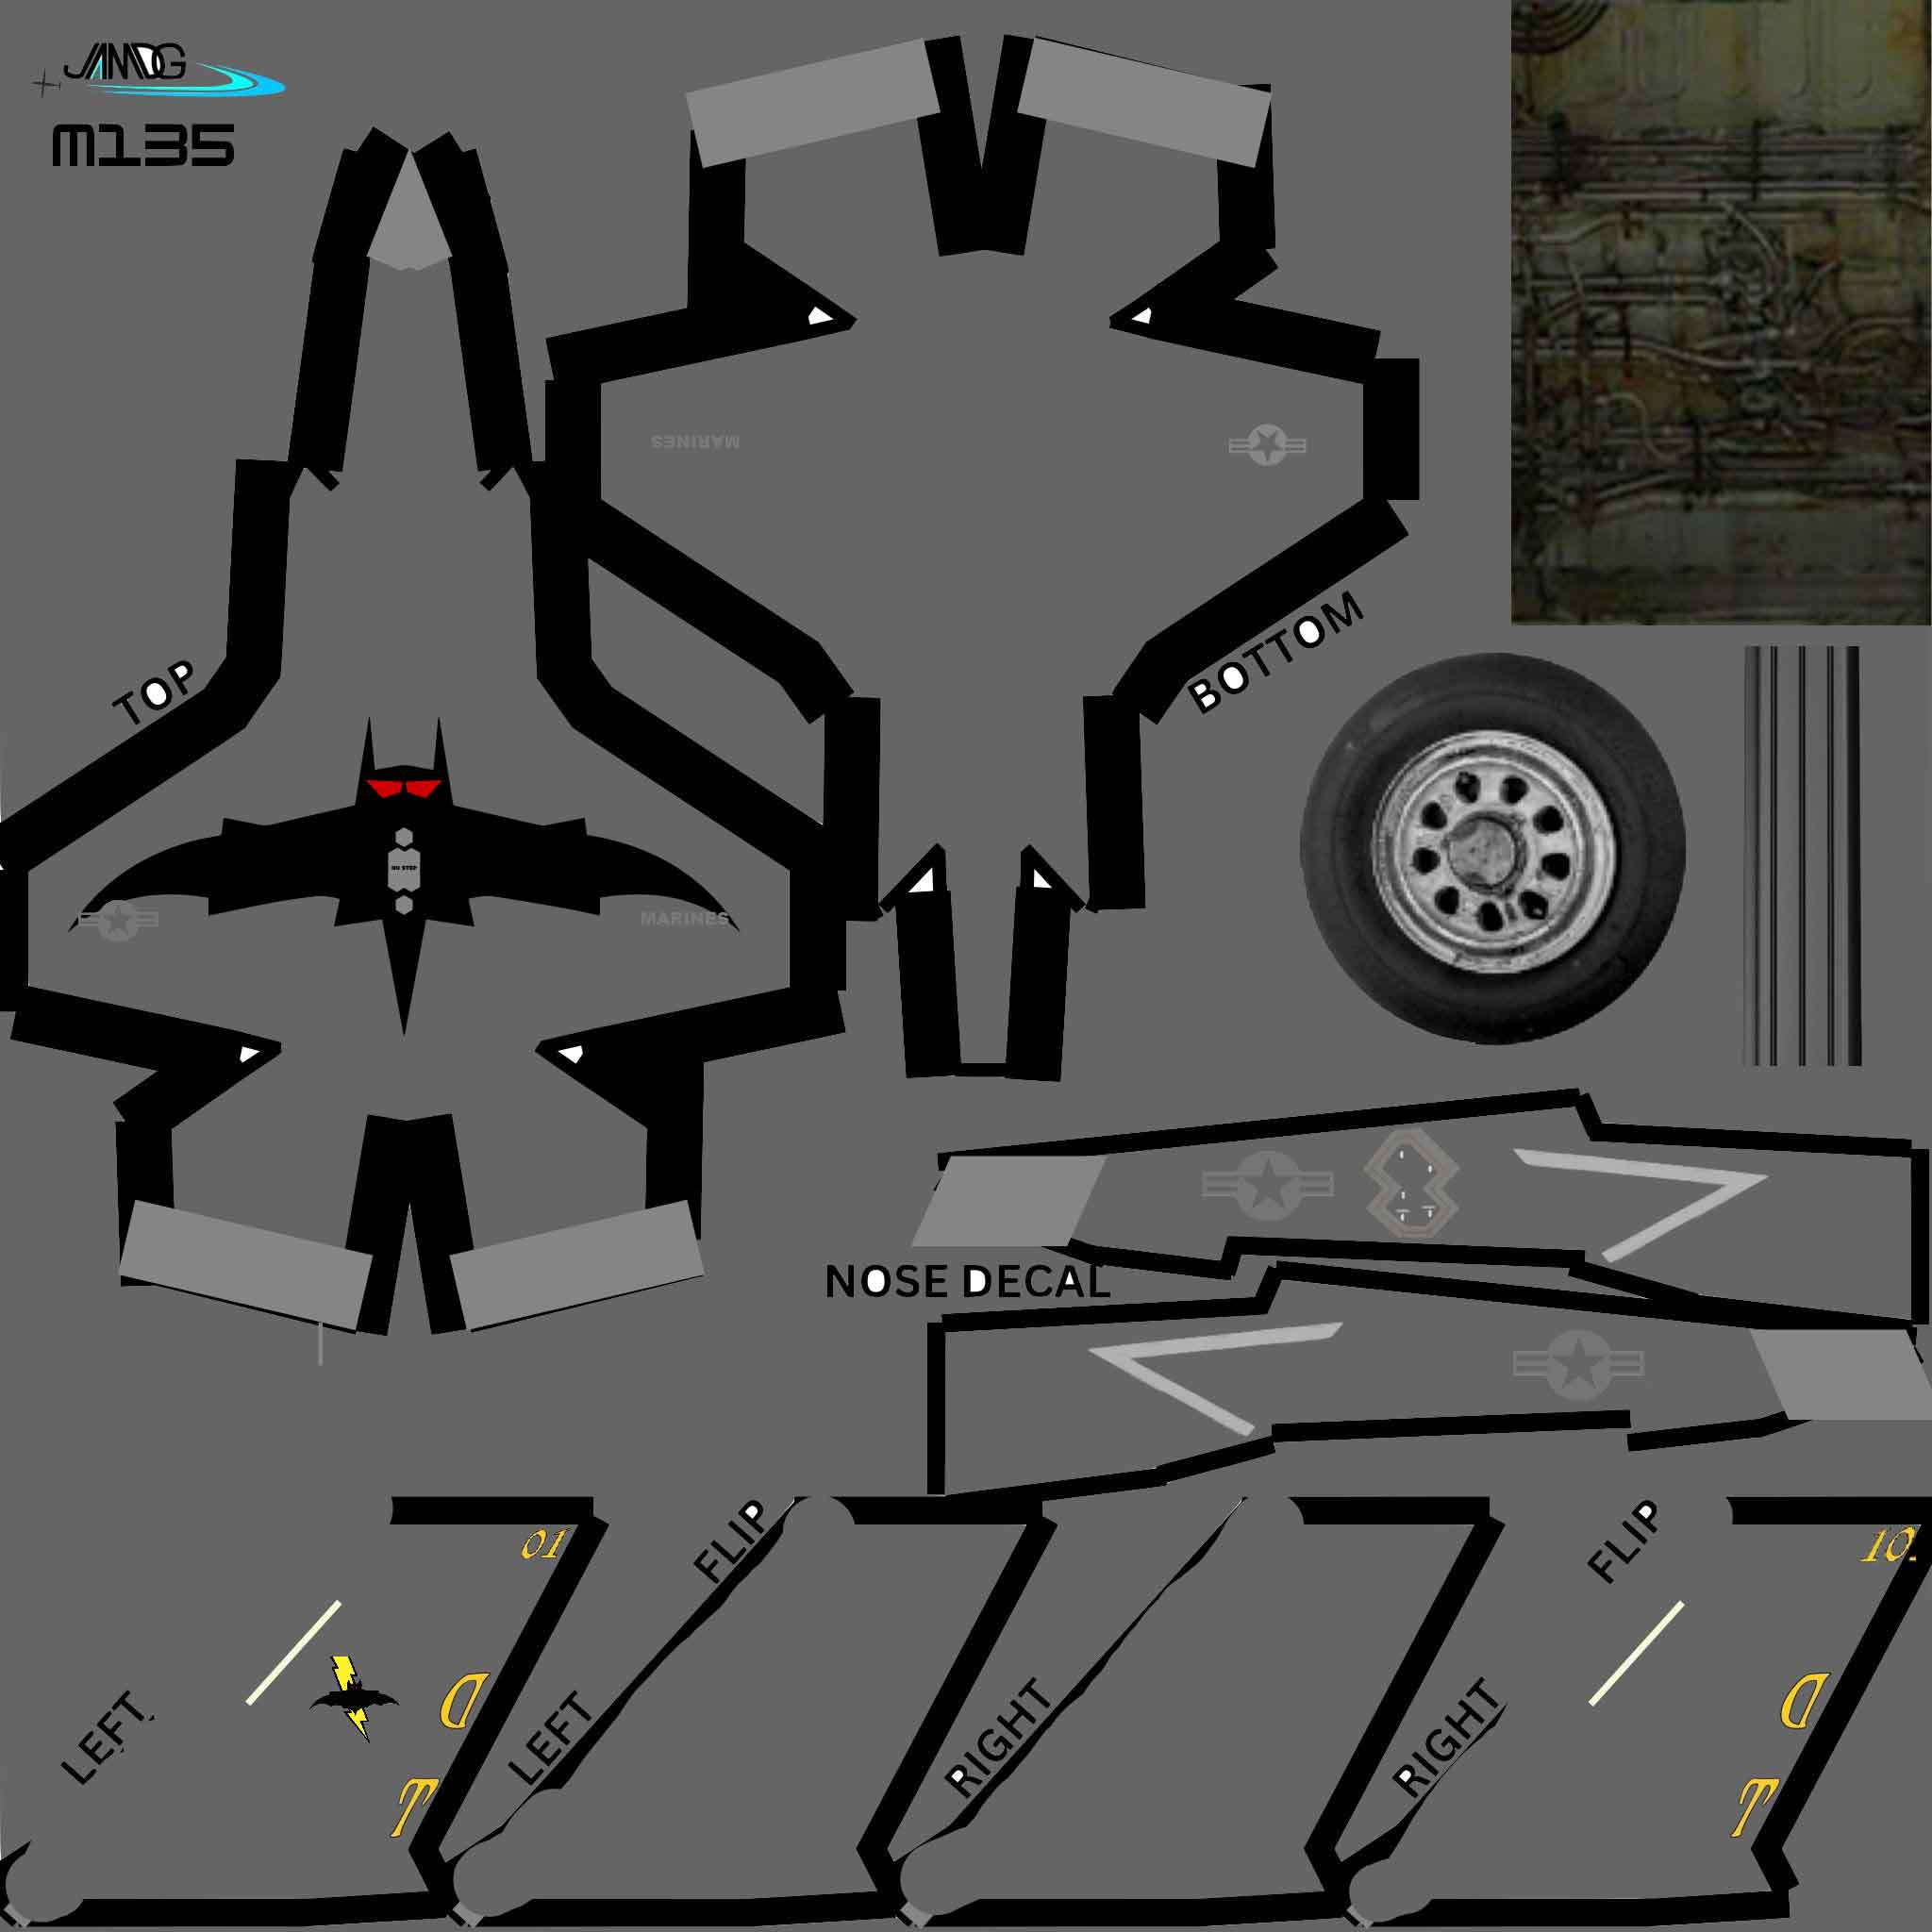 JAMDG
M135
MARINES
TOP
BOTTOM
NO STEP
MARINES
NOSE DECAL
FLIP
FLIP
01
10
LEFT
LEFT
RIGHT
RIGHT
D
D
T
T